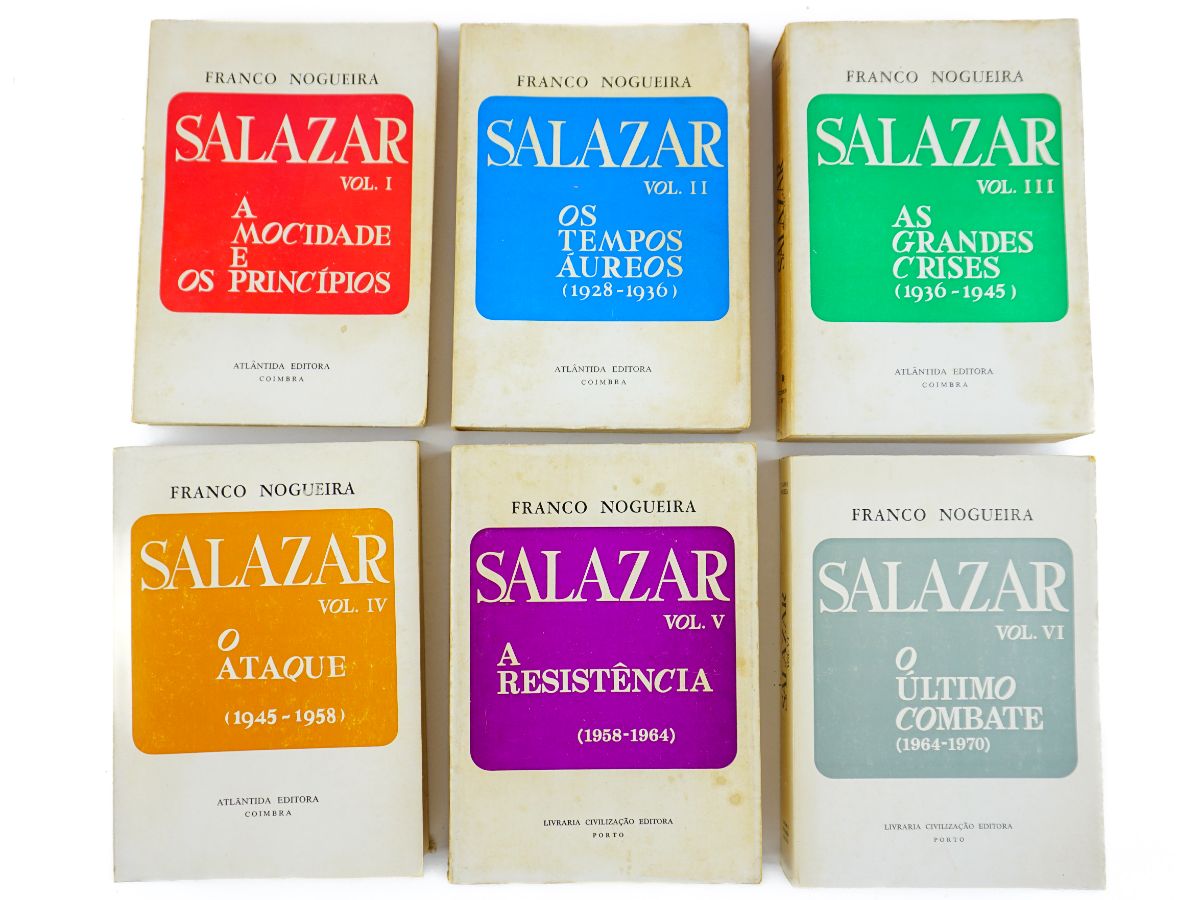 FRANCO NOGUEIRA
SALAZAR
VOL. I
A
MOCIDADE
E
OS PRINCÍPIOS
ATLÂNTIDA EDITORA
COIMBRA
FRANCO NOGUEIRA
SALAZAR
VOL. II
OS
TEMPOS
ÁUREOS
(1928-1936)
ATLÂNTIDA EDITORA
COIMBRA
FRANCO NOGUEIRA
SALAZAR
VOL. III
AS
GRANDES
CRISES
(1936-1945)
ATLÂNTIDA EDITORA
COIMBRA
SALAZAR
FRANCO NOGUEIRA
SALAZAR
VOL. IV
O
ATAQUE
(1945-1958)
ATLÂNTIDA EDITORA
COIMBRA
FRANCO NOGUEIRA
SALAZAR
VOL. V
A
RESISTÊNCIA
(1958-1964)
LIVRARIA CIVILIZAÇÃO EDITORA
PORTO
FRANCO NOGUEIRA
SALAZAR
VOL. VI
O
ÚLTIMO
COMBATE
(1964-1970)
LIVRARIA CIVILIZAÇÃO EDITORA
PORTO
SALAZAR